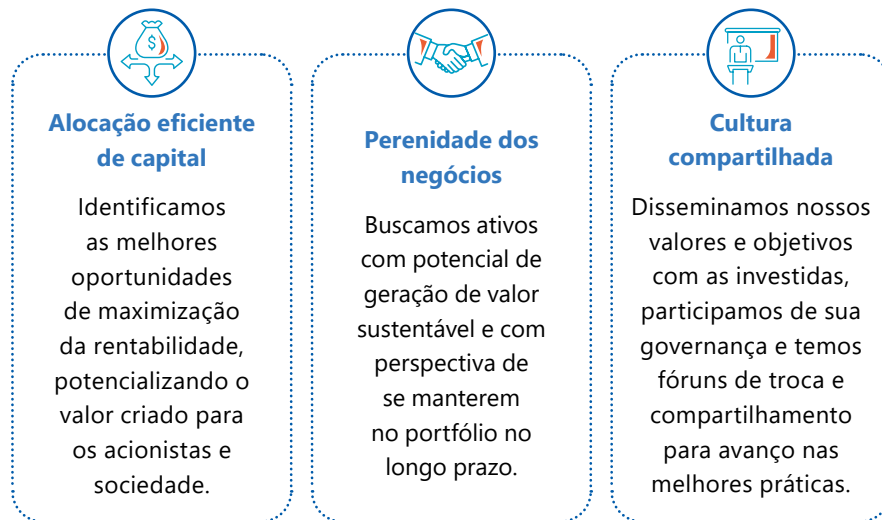 $
Alocação eficiente
de capital
Identificamos
as melhores
oportunidades
de maximização
da rentabilidade,
potencializando o
valor criado para
os acionistas e
sociedade.
Perenidade dos
negócios
Buscamos ativos
com potencial de
geração de valor
sustentável e com
perspectiva de
se manterem
no portfólio no
longo prazo.
Cultura
compartilhada
Disseminamos nossos
valores e objetivos
com as investidas,
participamos de sua
governança e temos
fóruns de troca e
compartilhamento
para avanço nas
melhores práticas.